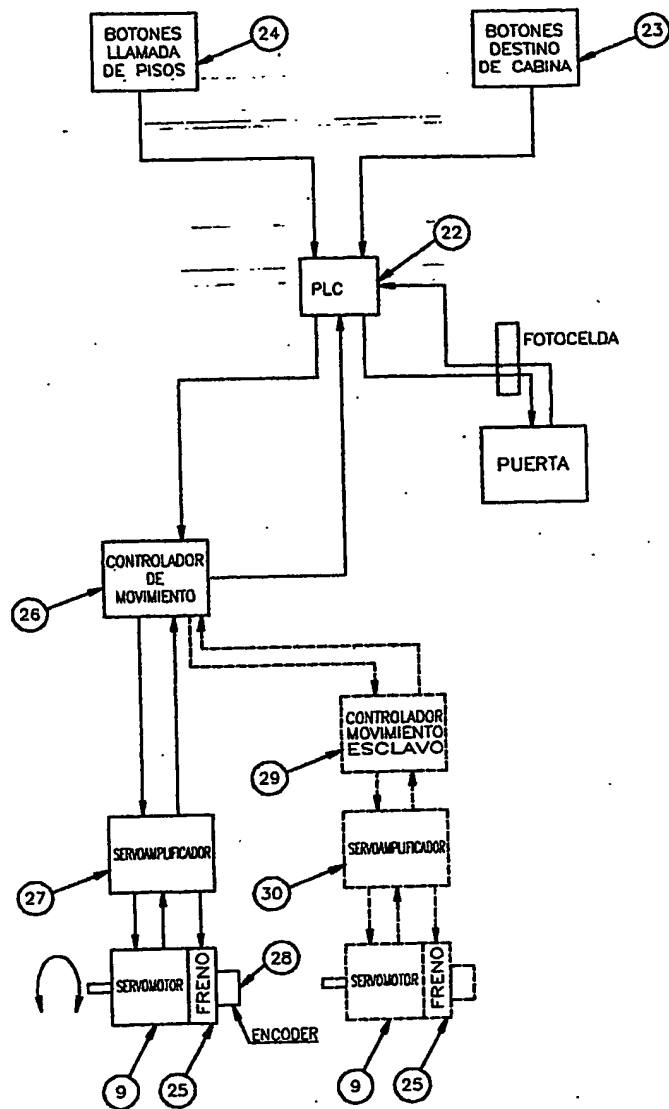 BOTONES
LLAMADA
DE PISOS
24
BOTONES
DESTINO
DE CABINA
23
22
PLC
FOTOCELDA
PUERTA
CONTROLADOR
DE
MOVIMIENTO
26
CONTROLADOR
MOVIMIENTO
ESCLAVO
29
SERVOAMPLIFICADOR
27
SERVOAMPLIFICADOR
30
SERVOMOTOR
FRENO
28
ENCODER
9
25
SERVOMOTOR
FRENO
9
25